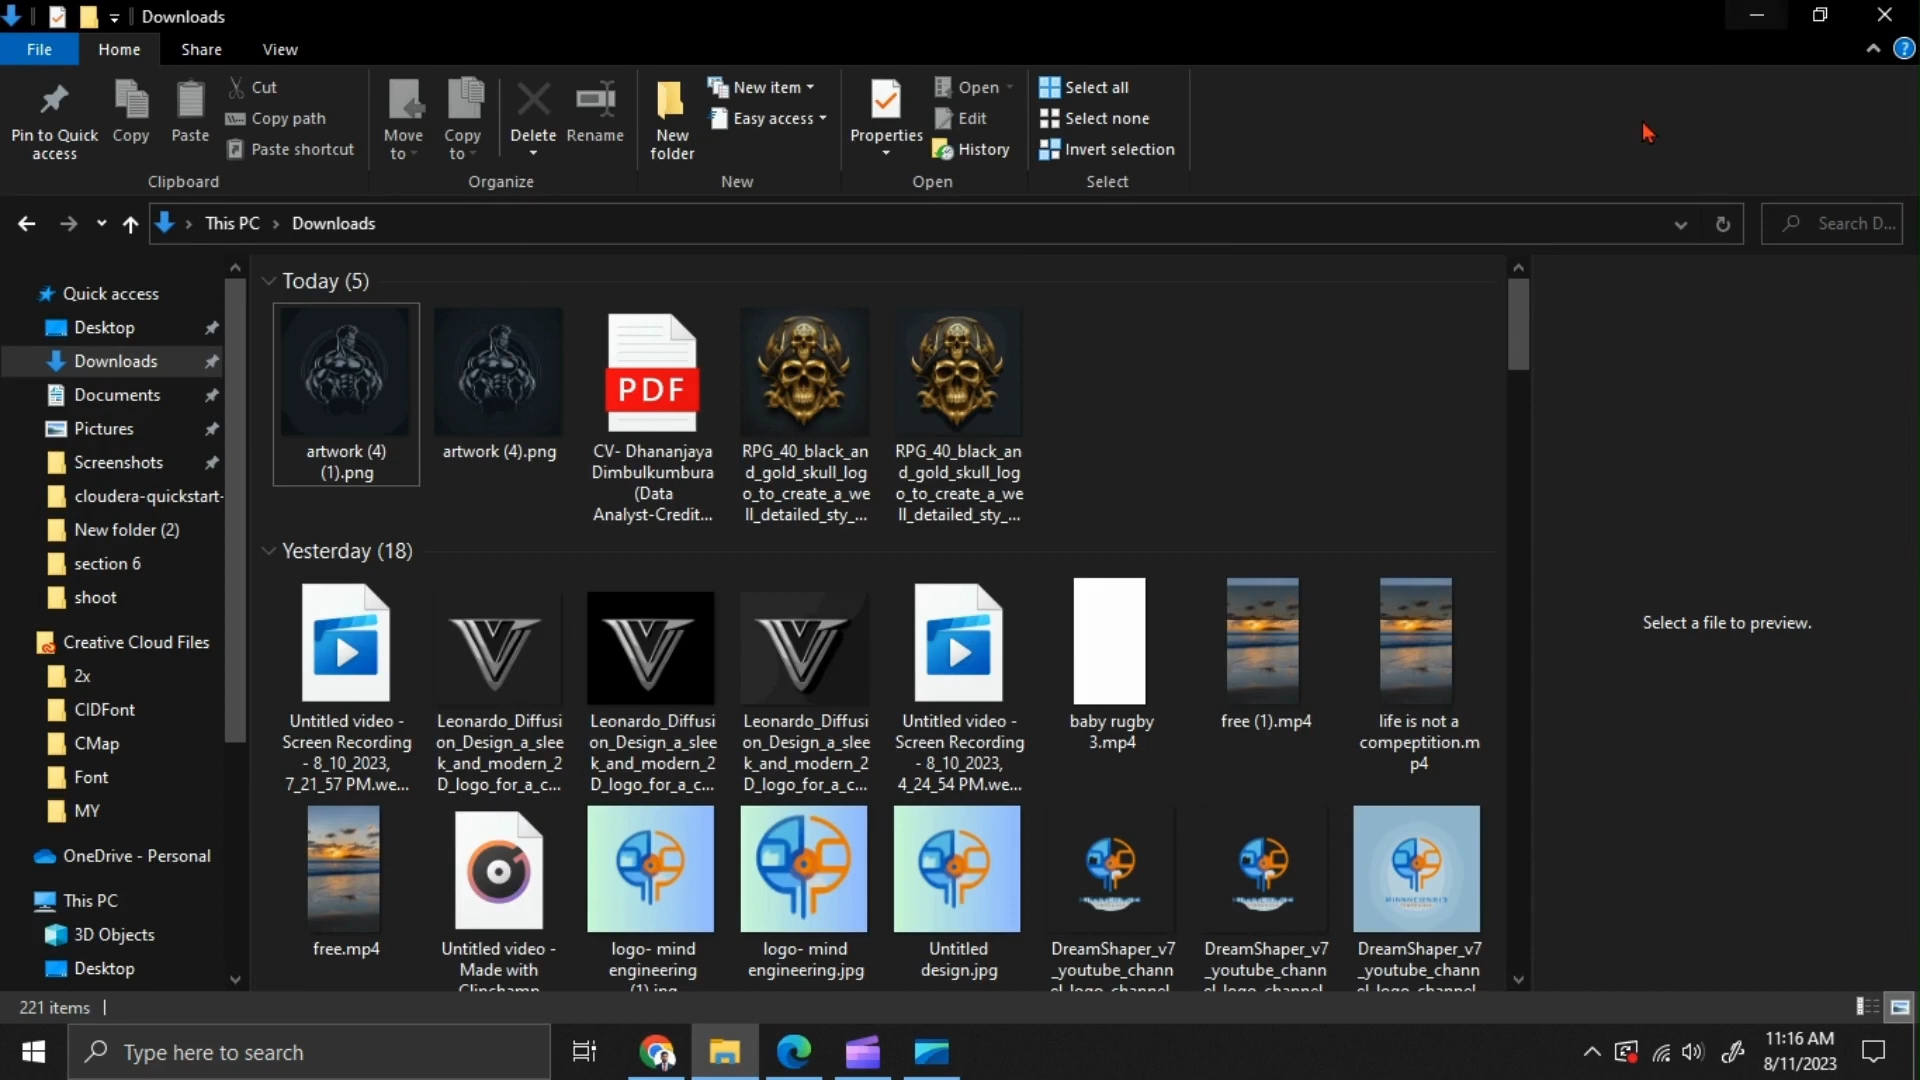 Downloads
File
Home
Share
View
Pin to Quick
access
Copy
Paste
Cut
Copy path
Paste shortcut
Clipboard
Move
to
Copy
to
Delete
Rename
Organize
New
folder
New item
Easy access
New
Properties
Open
Edit
History
Open
Select all
Select none
Invert selection
Select
This PC
Downloads
Search D...
Quick access
Desktop
Downloads
Documents
Pictures
Screenshots
cloudera-quickstart-
New folder (2)
section 6
shoot
Creative Cloud Files
2x
CIDFont
CMap
Font
MY
OneDrive - Personal
This PC
3D Objects
Desktop
Today (5)
artwork (4)
(1).png
artwork (4).png
PDF
CV- Dhananjaya
Dimbulkumbura
(Data
Analyst-Credit...
RPG_40_black_an
d_gold_skull_log
o_to_create_a_we
ll_detailed_sty_...
RPG_40_black_an
d_gold_skull_log
o_to_create_a_we
ll_detailed_sty_...
Yesterday (18)
Untitled video -
Screen Recording
- 8_10_2023,
7_21_57 PM.we...
Leonardo_Diffusi
on_Design_a_slee
k_and_modern_2
D_logo_for_a_c...
Leonardo_Diffusi
on_Design_a_slee
k_and_modern_2
D_logo_for_a_c...
Leonardo_Diffusi
on_Design_a_slee
k_and_modern_2
D_logo_for_a_c...
Untitled video -
Screen Recording
- 8_10_2023,
4_24_54 PM.we...
baby rugby
3.mp4
free (1).mp4
life is not a
compeptition.m
p4
free.mp4
Untitled video -
Made with
Clipchamp
logo- mind
engineering
(1).jpg
logo- mind
engineering.jpg
Untitled
design.jpg
DreamShaper_v7
_youtube_chann
el_logo_channel
DreamShaper_v7
_youtube_chann
el_logo_channel
DreamShaper_v7
_youtube_chann
el_logo_channel
Select a file to preview.
221 items
Type here to search
11:16 AM
8/11/2023